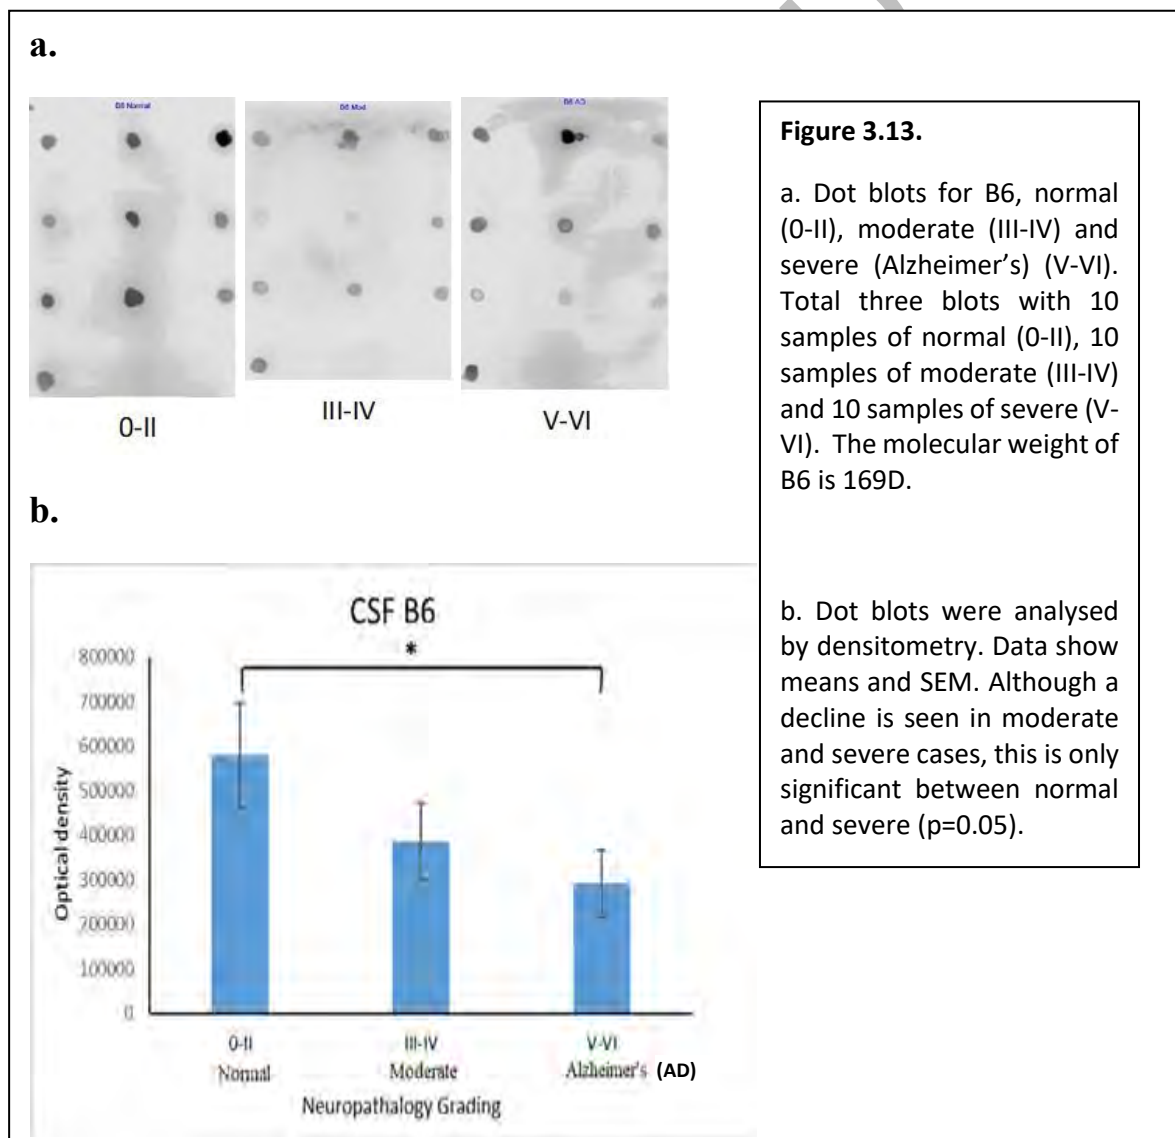 a.
B6 Normal
B6 Mod
B6 AD
0-II
III-IV
V-VI
Figure 3.13.
a. Dot blots for B6, normal
(0-II), moderate (III-IV) and
severe (Alzheimer’s) (V-VI).
Total three blots with 10
samples of normal (0-II), 10
samples of moderate (III-IV)
and 10 samples of severe (V-
VI). The molecular weight of
B6 is 169D.
b. Dot blots were analysed
by densitometry. Data show
means and SEM. Although a
decline is seen in moderate
and severe cases, this is only
significant between normal
and severe (p=0.05).
b.
CSF B6
*
800000
700000
600000
500000
400000
300000
200000
100000
0
Optical density
0-II
III-IV
V-VI
Normal
Moderate
Alzheimer's (AD)
Neuropathalogy Grading